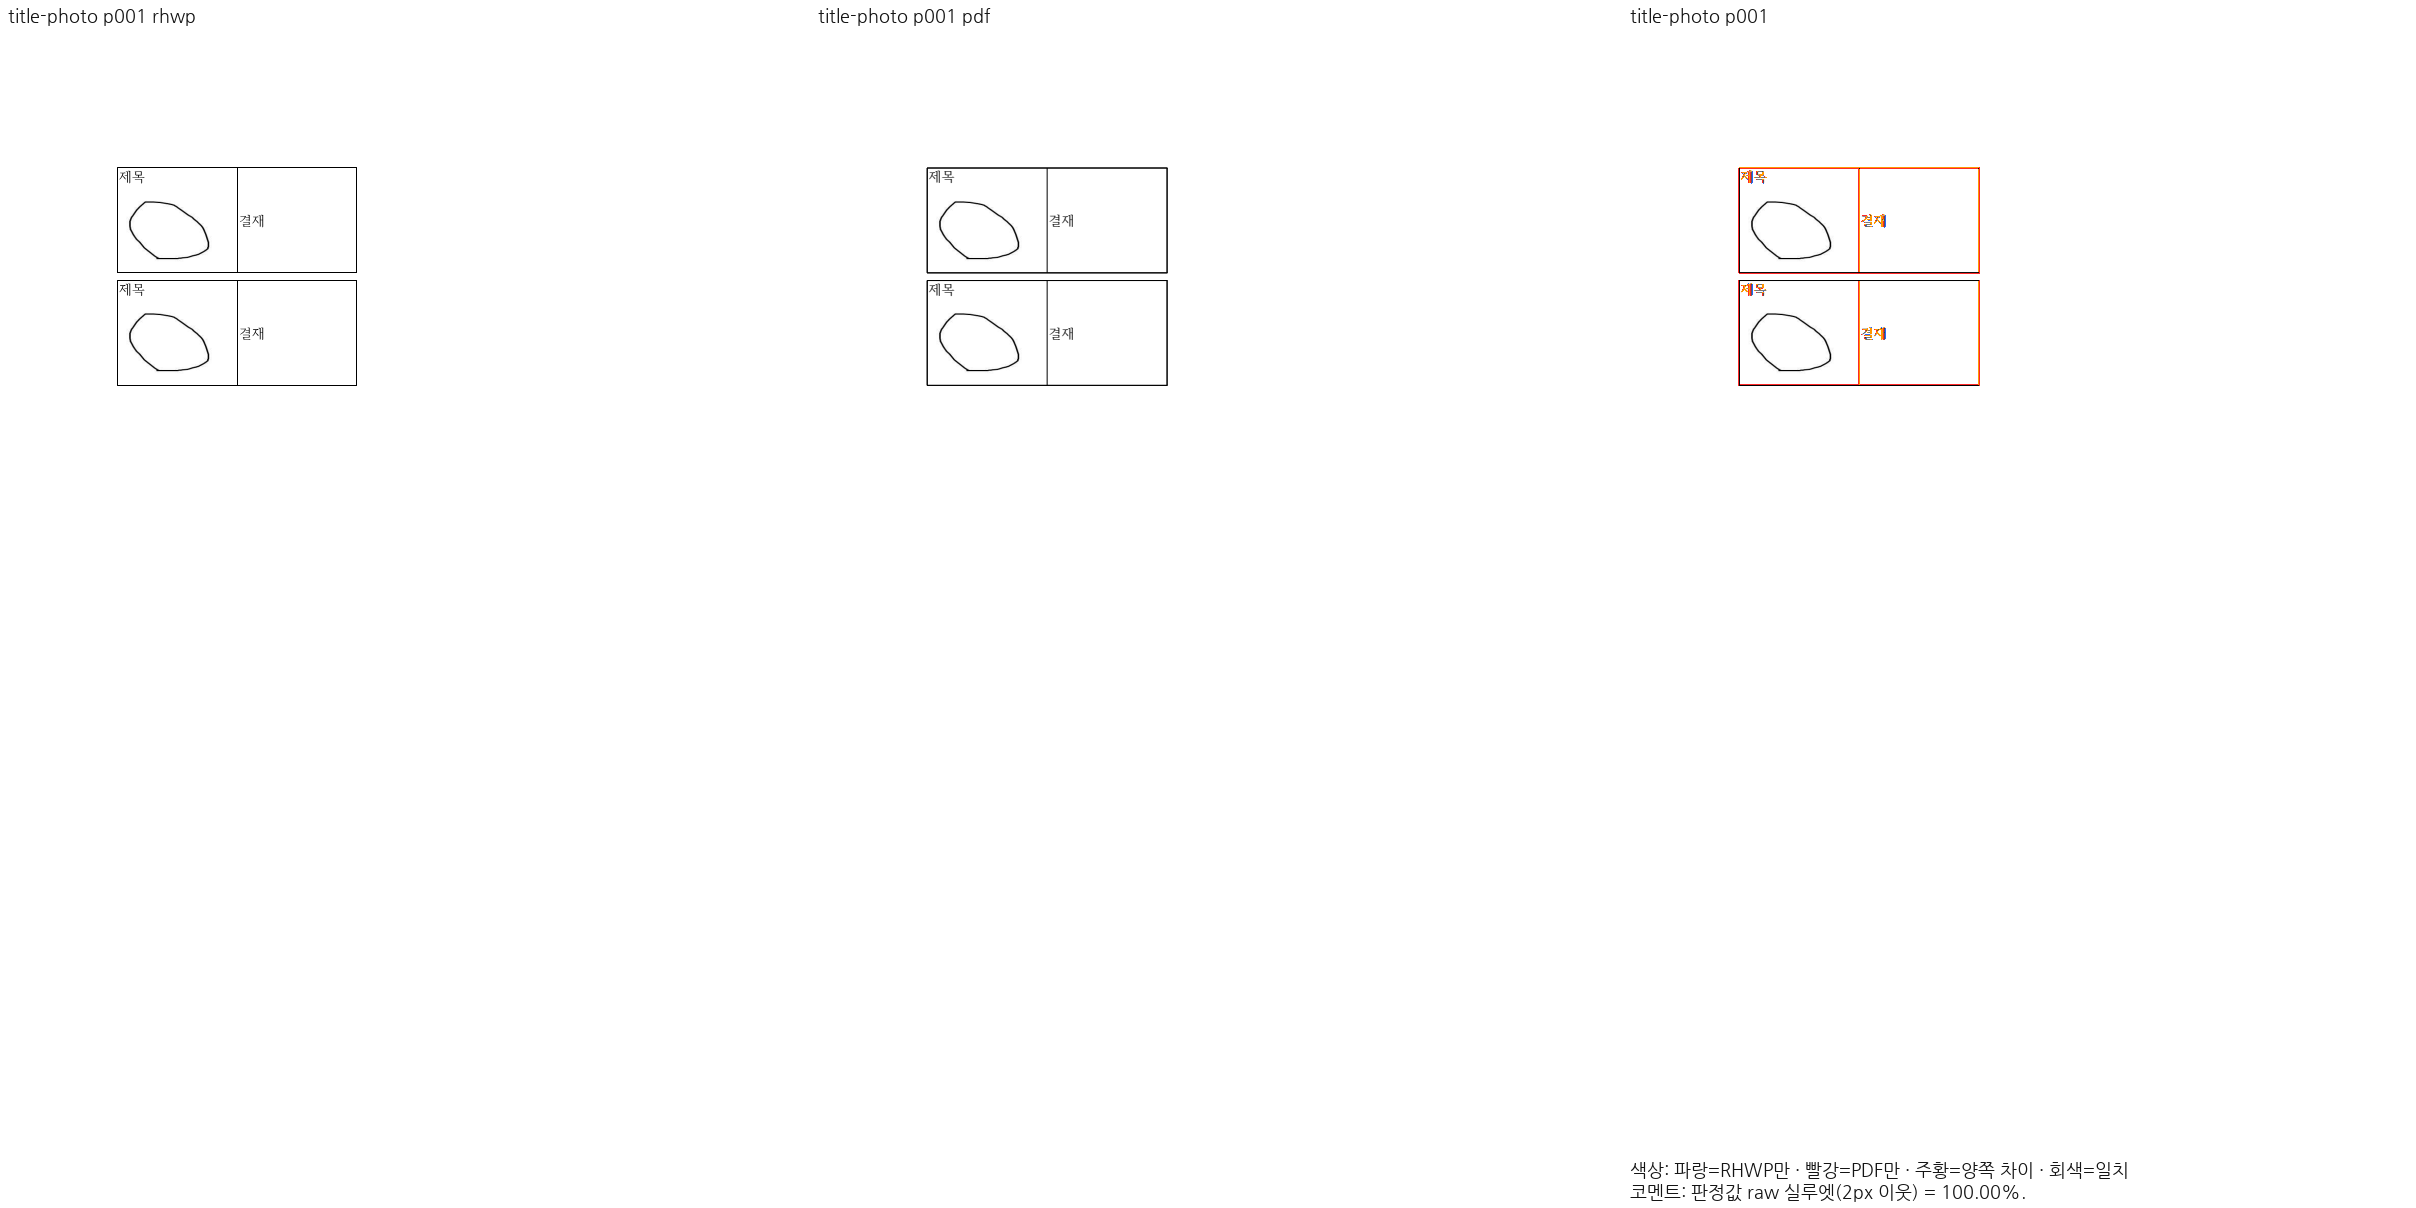 title-photo p001 rhwp
title-photo p001 pdf
title-photo p001
제목
결재
제목
결재
제목
결재
제목
결재
제목
결재
제목
결재
색상: 파랑=RHWP만 · 빨강=PDF만 · 주황=양쪽 차이 · 회색=일치
코멘트: 판정값 raw 실루엣(2px 이웃) = 100.00%.